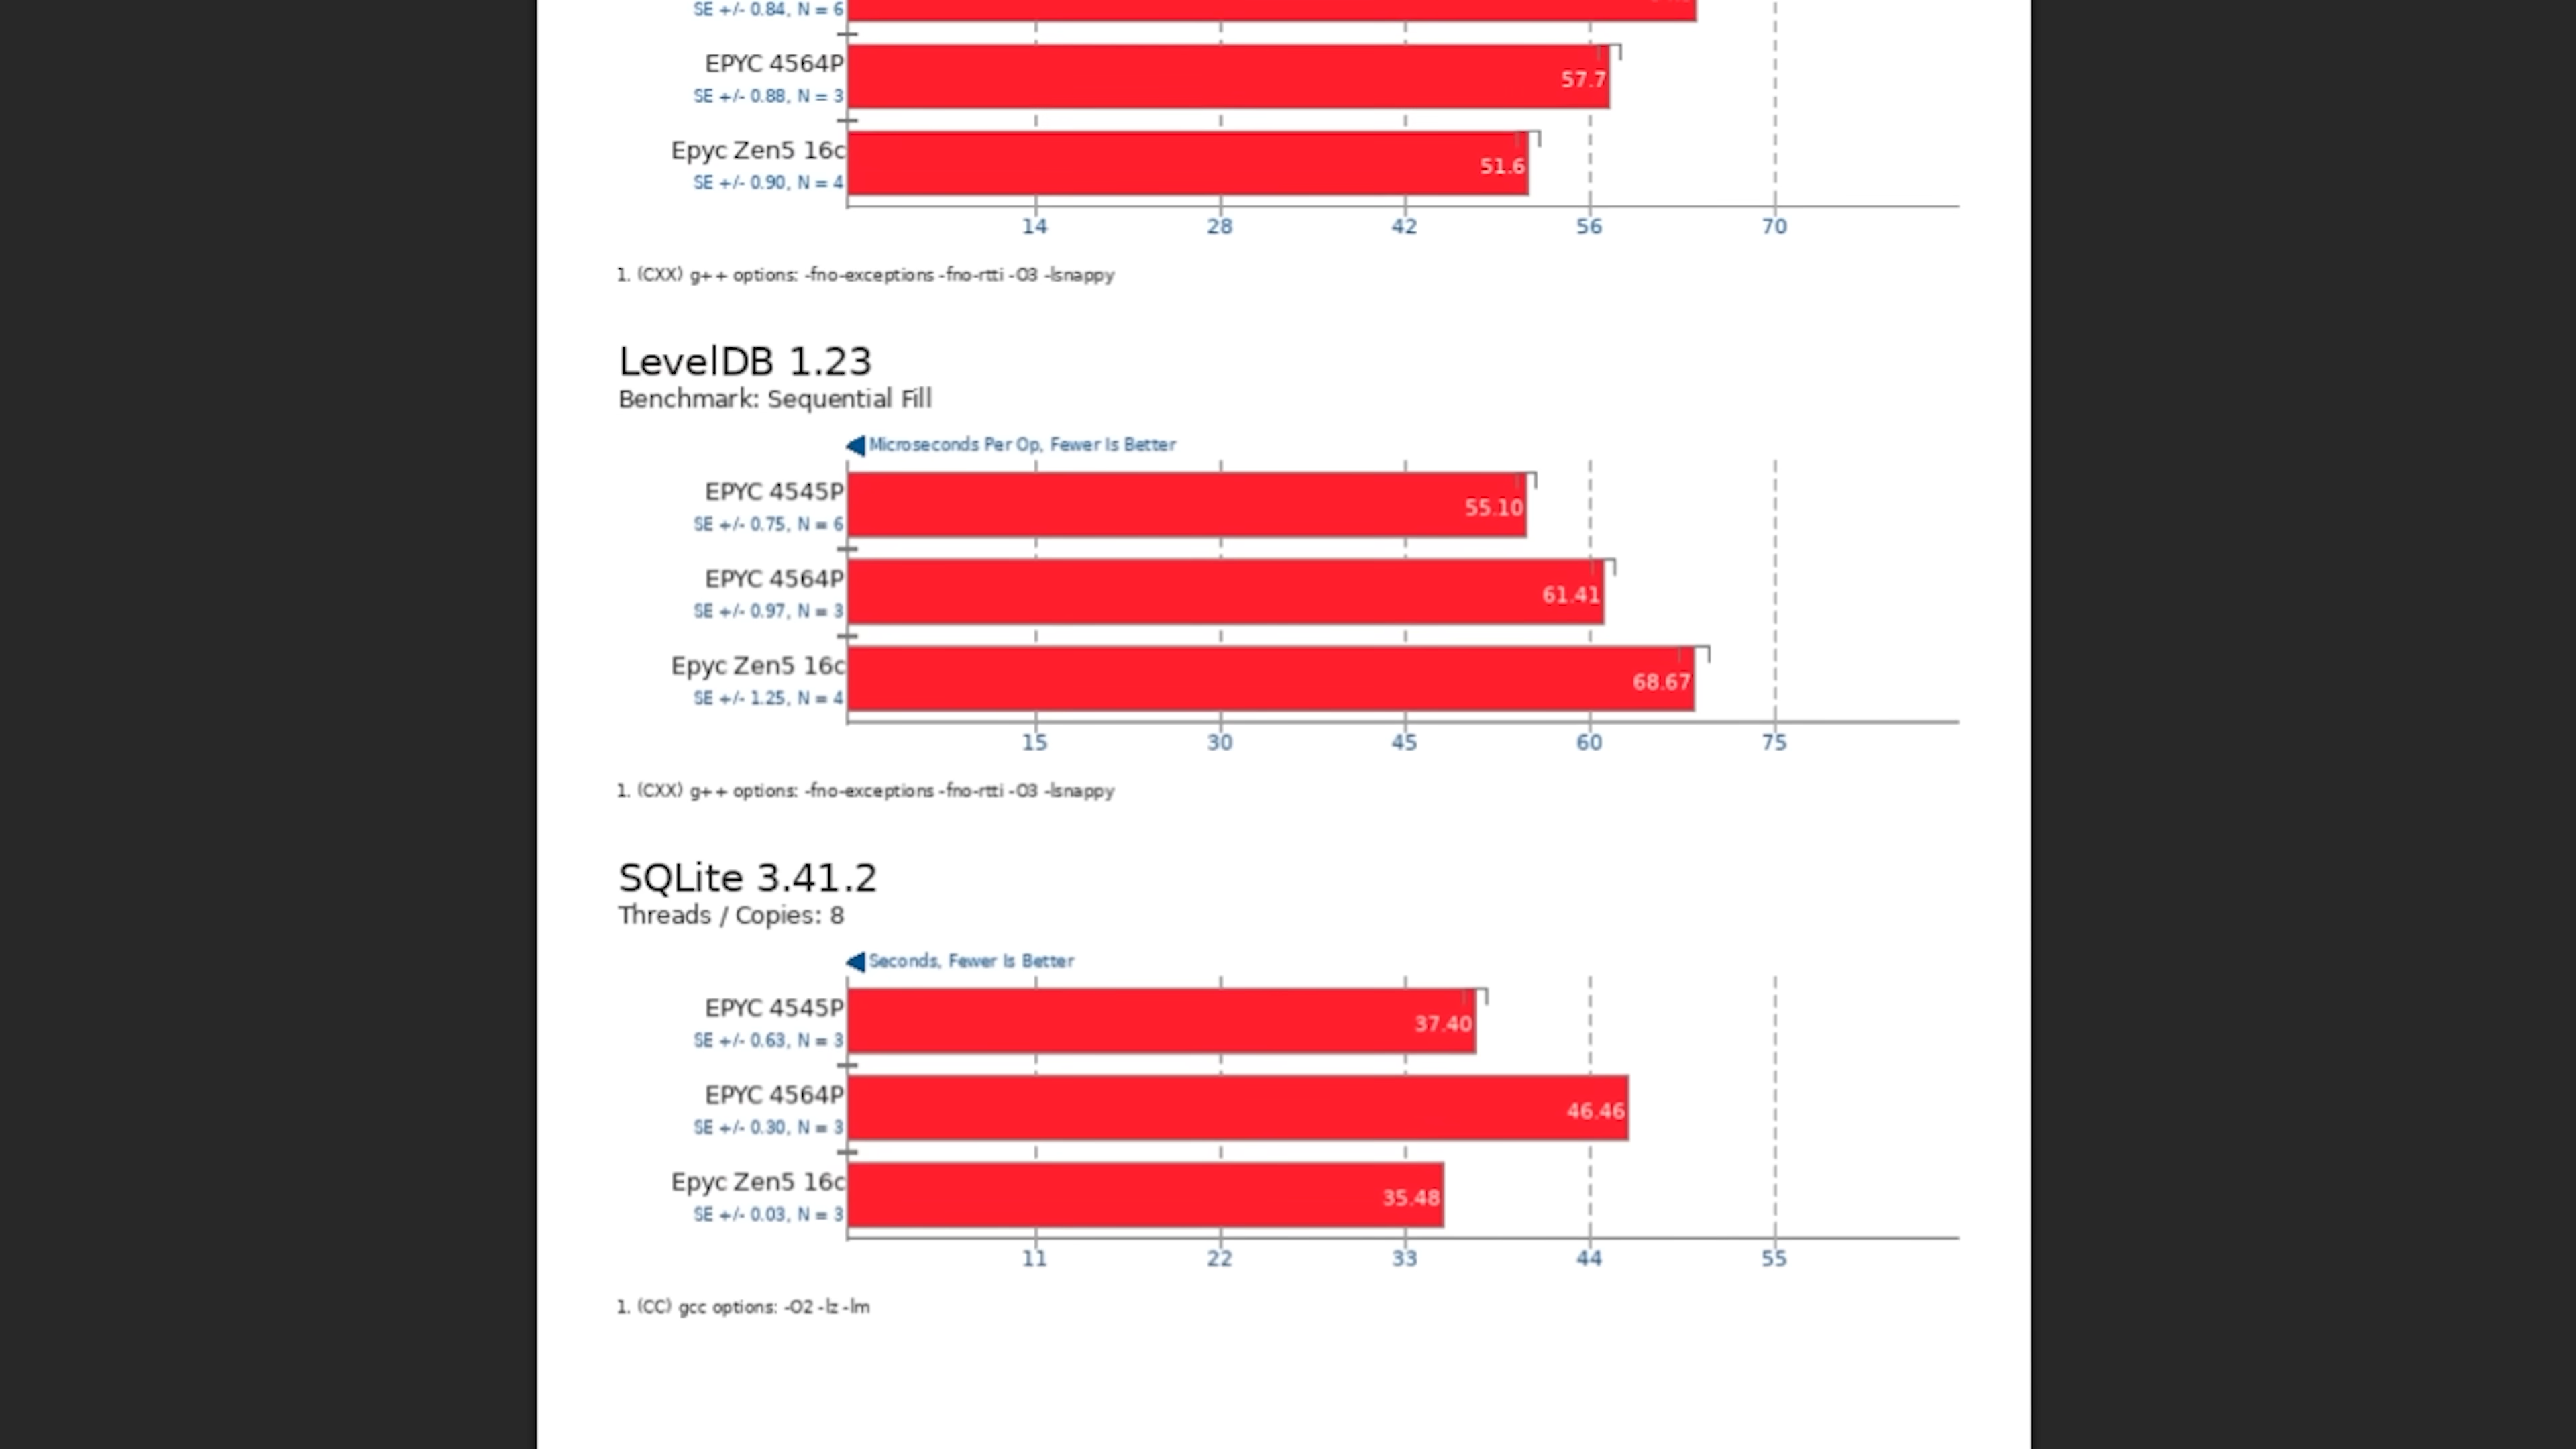 SE +/- 0.84, N = 6
EPYC 4564P
57.7
SE +/- 0.88, N = 3
Epyc Zen5 16c
51.6
SE +/- 0.90, N = 4
14 28 42 56 70
1. (CXX) g++ options: -fno-exceptions -fno-rtti -O3 -lsnappy
LevelDB 1.23
Benchmark: Sequential Fill
Microseconds Per Op, Fewer Is Better
EPYC 4545P
55.10
SE +/- 0.75, N = 6
EPYC 4564P
61.41
SE +/- 0.97, N = 3
Epyc Zen5 16c
68.67
SE +/- 1.25, N = 4
15 30 45 60 75
1. (CXX) g++ options: -fno-exceptions -fno-rtti -O3 -lsnappy
SQLite 3.41.2
Threads / Copies: 8
Seconds, Fewer Is Better
EPYC 4545P
37.40
SE +/- 0.63, N = 3
EPYC 4564P
46.46
SE +/- 0.30, N = 3
Epyc Zen5 16c
35.48
SE +/- 0.03, N = 3
11 22 33 44 55
1. (CC) gcc options: -O2 -lz -lm